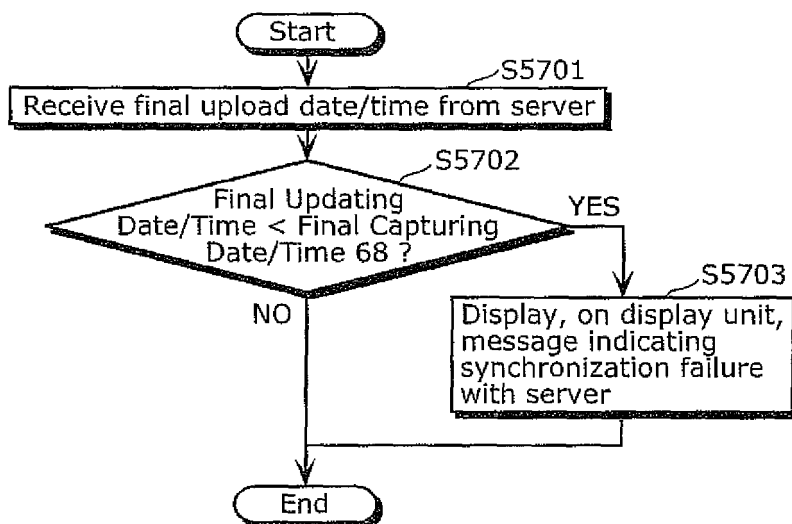 Start
S5701
Receive final upload date/time from server
S5702
Final Updating
Date/Time < Final Capturing
Date/Time 68 ?
YES
NO
S5703
Display, on display unit,
message indicating
synchronization failure
with server
End